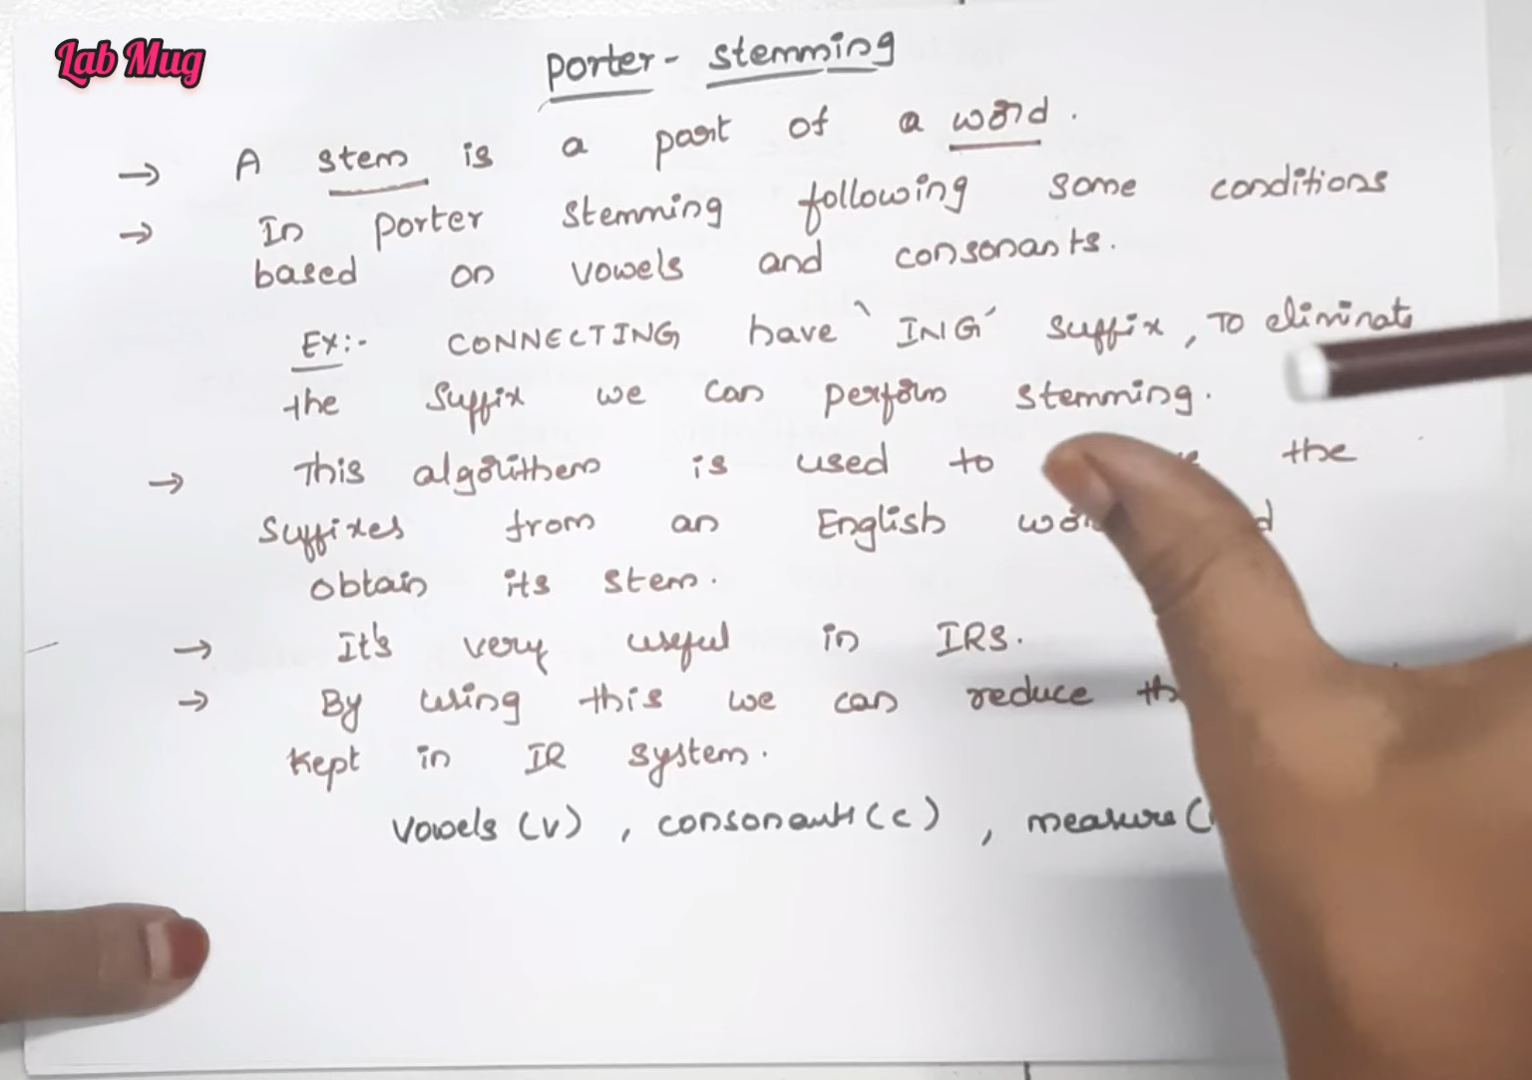 Lab Mug
Porter - Stemming
→ A stem is a part of a word.
→ In porter stemming following some conditions
based on vowels and consonants.
Ex:- CONNECTING have 'ING' suffix, To eliminate
the suffix we can perform stemming.
→ This algorithm is used to the
suffixes from an English
obtain its stem.
→ It's very useful in IRS.
→ By using this we can reduce
kept in IR system.
Vowels (v), consonants (c), measure (